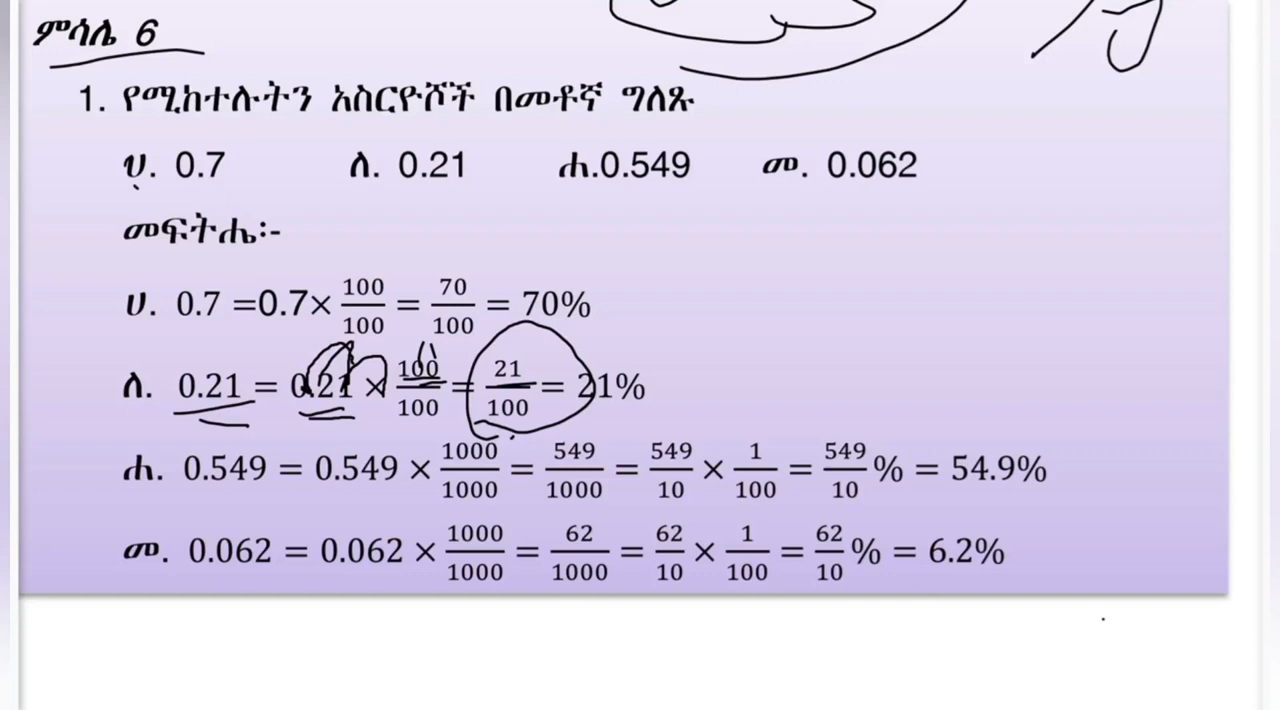 ምሳሌ 6
1. የሚከተሉትን አስርዮሾች በመቶኛ ግለጹ
ሀ. 0.7 ለ. 0.21 ሐ.0.549 መ. 0.062
መፍትሔ፡-
ሀ. 0.7 =0.7× 100/100 = 70/100 = 70%
ለ. 0.21 = 0.21 × 100/100 = 21/100 = 21%
ሐ. 0.549 = 0.549 × 1000/1000 = 549/1000 = 549/10 × 1/100 = 549/10 % = 54.9%
መ. 0.062 = 0.062 × 1000/1000 = 62/1000 = 62/10 × 1/100 = 62/10 % = 6.2%